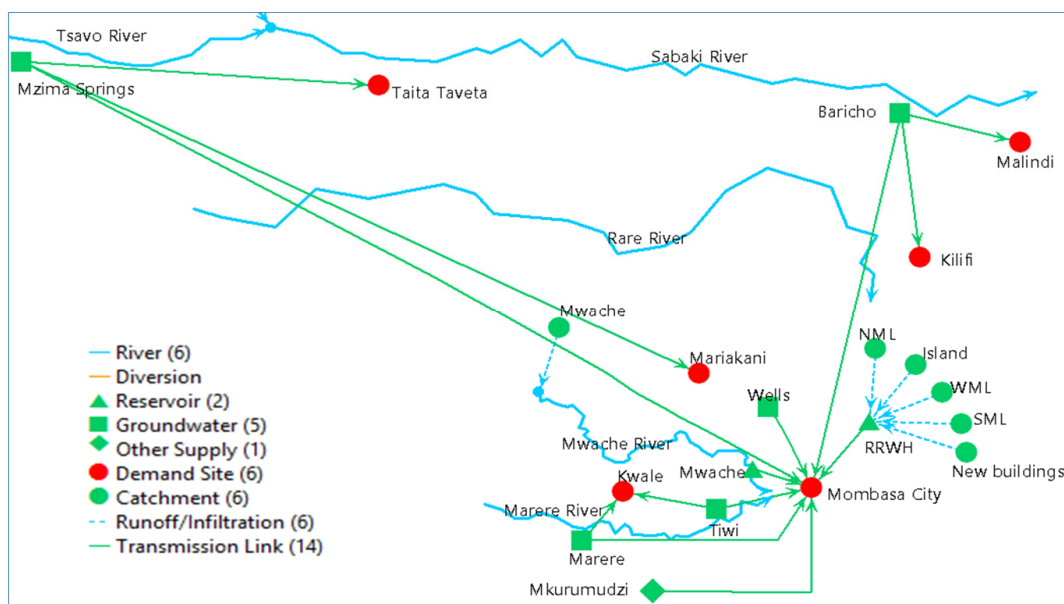 Tsavo River
Sabaki River
Mzima Springs
Taita Taveta
Baricho
Malindi
Rare River
Kilifi
Mwache
NML
Island
Mariakani
WML
Wells
SML
RRWH
Mwache River
New buildings
Kwale
Mwache
Mombasa City
Marere River
Tiwi
Marere
Mkurumudzi
River (6)
Diversion
Reservoir (2)
Groundwater (5)
Other Supply (1)
Demand Site (6)
Catchment (6)
Runoff/Infiltration (6)
Transmission Link (14)